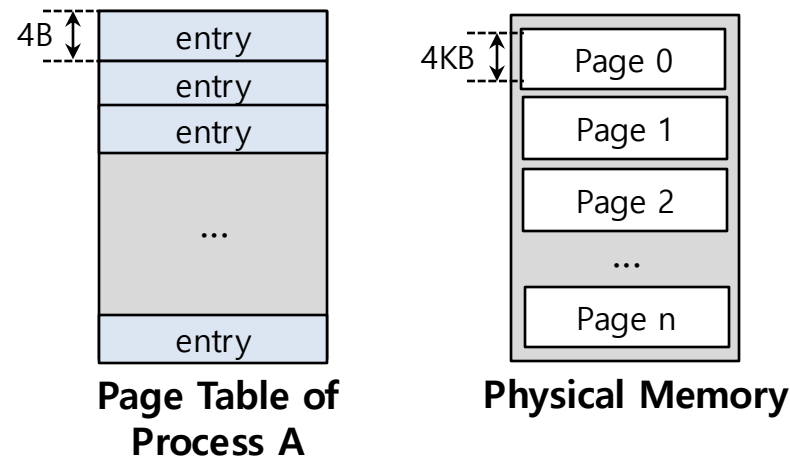 4B
entry
entry
entry
...
entry
Page Table of
Process A
4KB
Page 0
Page 1
Page 2
...
Page n
Physical Memory